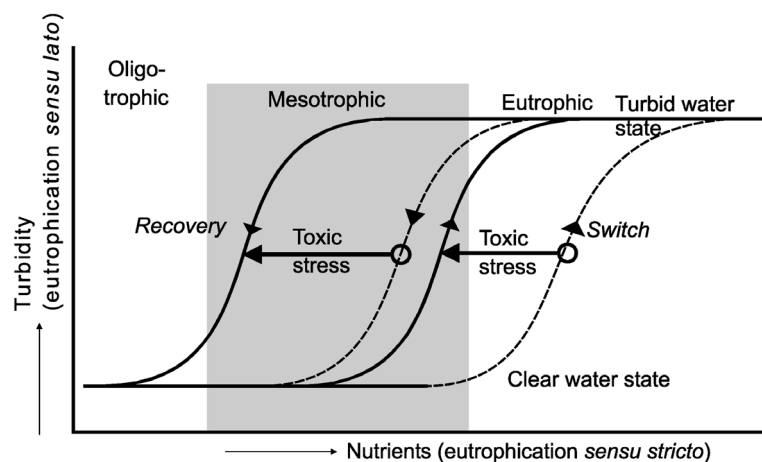 Oligo-
trophic
Mesotrophic
Eutrophic
Turbid water
state
Recovery
Toxic
stress
Toxic
stress
Switch
Clear water state
Turbidity
(eutrophication sensu lato)
Nutrients (eutrophication sensu stricto)